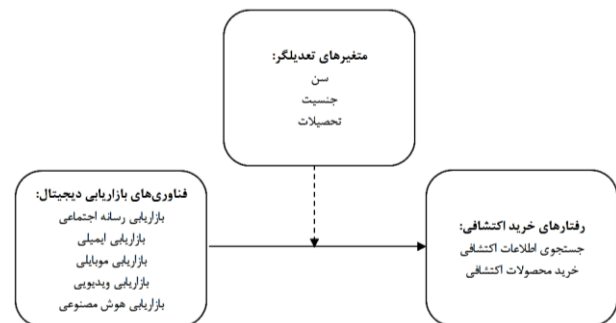 متغیرهای تعدیلگر:
سن
جنسیت
تحصیلات
فناوری‌های بازاریابی دیجیتال:
بازاریابی رسانه اجتماعی
بازاریابی ایمیلی
بازاریابی موبایلی
بازاریابی ویدیویی
بازاریابی هوش مصنوعی
رفتارهای خرید اکتشافی:
جستجوی اطلاعات اکتشافی
خرید محصولات اکتشافی